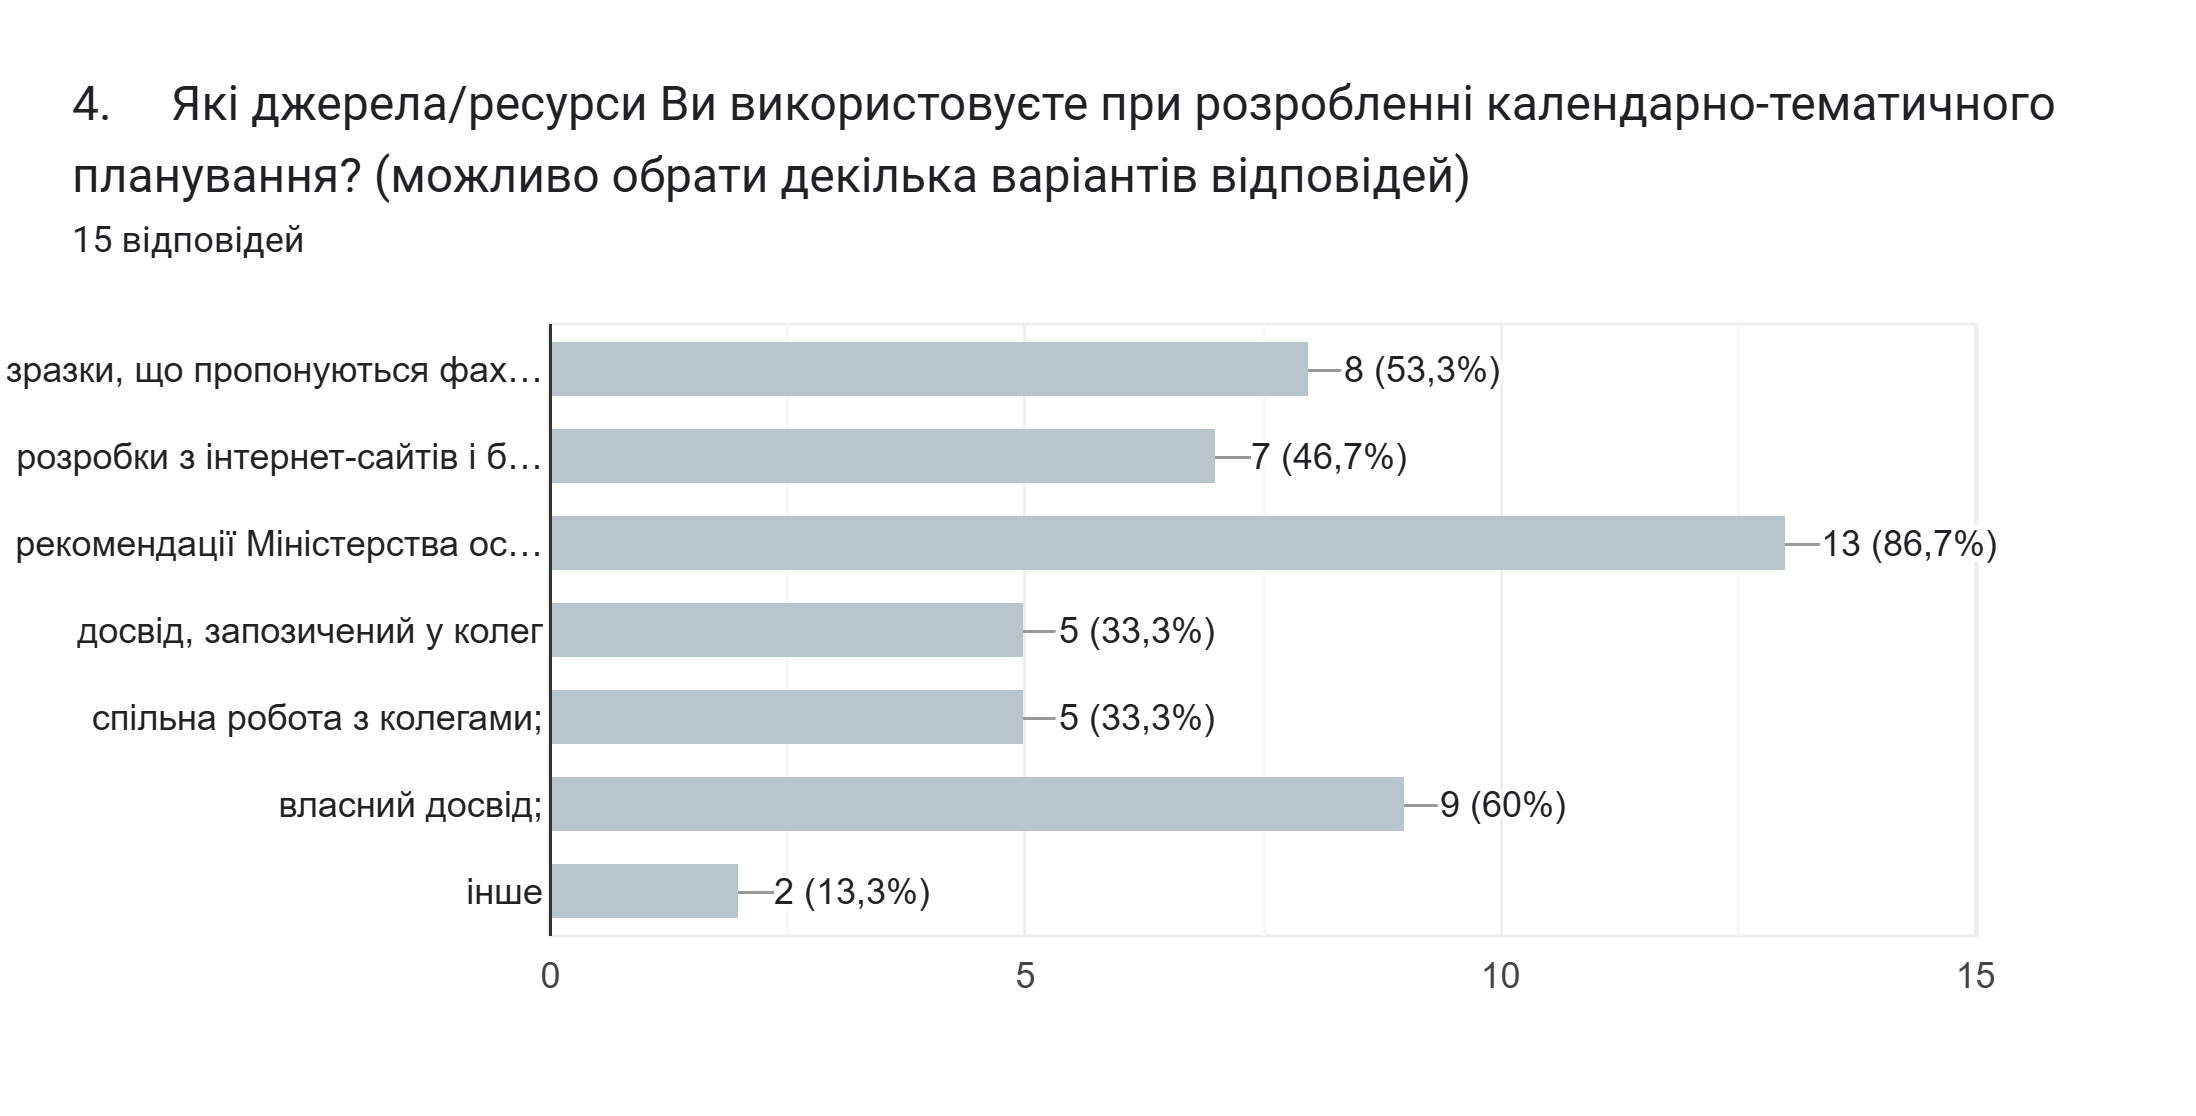 4. Які джерела/ресурси Ви використовуєте при розробленні календарно-тематичного
планування? (можливо обрати декілька варіантів відповідей)
15 відповідей
зразки, що пропонуються фах… 8 (53,3%)
розробки з інтернет-сайтів і б… 7 (46,7%)
рекомендації Міністерства ос… 13 (86,7%)
досвід, запозичений у колег 5 (33,3%)
спільна робота з колегами; 5 (33,3%)
власний досвід; 9 (60%)
інше 2 (13,3%)
0 5 10 15